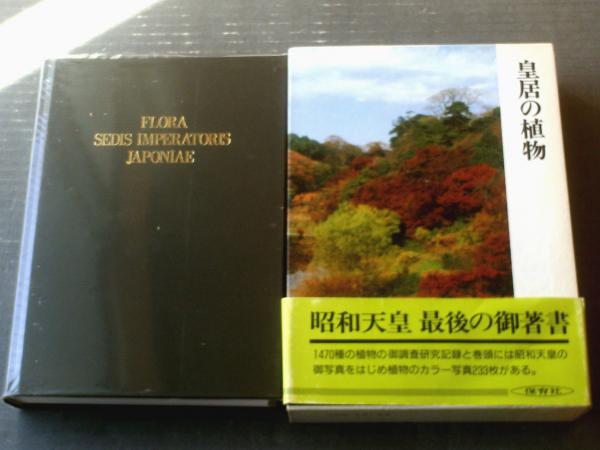 FLORA
SEDIS IMPERATORIS
JAPONIAE
皇居の植物
昭和天皇 最後の御著書
1470種の植物の御調査研究記録と巻頭には昭和天皇の
御写真をはじめ植物のカラー写真233枚がある。
保育社